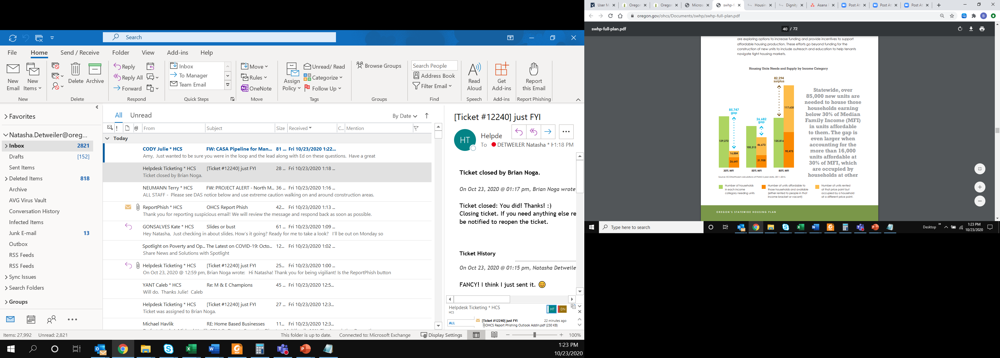 Search
File Home Send / Receive Folder View Add-ins Help
New Email
New Items
Delete
Archive
Reply
Reply All
Forward
Inbox
To Manager
Team Email
Move
Rules
OneNote
Assign Policy
Unread/ Read
Categorize
Follow Up
Browse Groups
Search People
Address Book
Filter Email
Read Aloud
Get Add-ins
Report this Email
New Delete Respond Quick Steps Move Tags Groups Find Speech Add-ins Report Phishing
Favorites
Natasha.Detweiler@oreg...
Inbox 2821
Drafts [152]
Sent Items
Deleted Items 818
Archive
AVG Virus Vault
Conversation History
Infected Items
Junk E-mail 13
Outbox
RSS Feeds
RSS Feeds
Sync Issues
Search Folders
Groups
All Unread By Date
From Subject Size Received C... Mention
Today
CODY Julie * HCS FW: CASA Pipeline for Man... 81 ... Fri 10/23/2020 1:22...
Amy, Just wanted to be sure you were in the loop and the lead along with Ed on these questions. Have a great
Helpdesk Ticketing * HCS [Ticket #12240] just FYI 28 ... Fri 10/23/2020 1:18 ...
Ticket closed by Brian Noga.
NEUMANN Terry * HCS FW: PROJECT ALERT - North M... 36 ... Fri 10/23/2020 1:16 ...
ALL STAFF - Please see DAS notice below and use extreme caution walking on and around construction areas.
ReportPhish * HCS OHCS Report Phish 42... Fri 10/23/2020 1:13 ...
Thank you for reporting suspicious email! We will review the message and respond back as soon as possible.
GONSALVES Kate * HCS Slides or bust 61 ... Fri 10/23/2020 1:09 ...
Hey Natasha, Just checking in about slides. How's it going? Ready for me to take a look? I'll be out on Monday so
Spotlight on Poverty and Op... The Latest on COVID-19: Octo... 12... Fri 10/23/2020 1:02 ...
Share News and Solutions with Spotlight
Helpdesk Ticketing * HCS [Ticket #12240] just FYI 25... Fri 10/23/2020 1:00 ...
On Oct 23, 2020 @ 12:59 pm, Brian Noga wrote: Hi Natasha! Thank you for being vigiliant! Is the ReportPhish button
YANT Caleb * HCS Re: M & E Champions 45 ... Fri 10/23/2020 12:5...
Will do. Thanks Julie! Caleb
Helpdesk Ticketing * HCS [Ticket #12240] just FYI 27 ... Fri 10/23/2020 12:3...
Ticket was assigned to Brian Noga.
Michael Havlik RE: Home Based Businesses 11... Fri 10/23/2020 12:3...
[Ticket #12240] just FYI
HT
Helpde
To DETWEILER Natasha * H 1:18 PM
Ticket closed by Brian Noga.
On Oct 23, 2020 @ 01:17 pm, Brian Noga wrote
Ticket closed: You did! Thanks! :)
Closing ticket. If you need anything else re
be notified to reopen the ticket.
Ticket History
On Oct 23, 2020 @ 01:15 pm, Natasha Detweile
FANCY! I think I just sent it. 😊
Helpdesk Ticketing * HCS
HCS
HT DN
ALL
[Ticket #12240] just FYI 22 minutes ago
OHCS Report Phishing Outlook AddIn.pdf (230 KB)
Items: 27,992 Unread: 2,821 This folder is up to date. Connected to: Microsoft Exchange Display Settings 100%
1:23 PM
10/23/2020
User M Oregon Oregon Micros swhp-f Housin Dignity Asana Post At Post At Post At
oregon.gov/ohcs/Documents/swhp/swhp-full-plan.pdf
swhp-full-plan.pdf 40 / 72
are exploring options to increase funding and provide incentives to support
affordable housing production. These efforts go beyond funding for the
construction of new units to include outreach and education to help tenants
navigate tight housing markets.
Housing Units Needs and Supply by Income Category
82,294
surplus
85,747
gap
26,682
gap
129,272
16,884
26,641
105,313
46,673
31,958
125,816
117,635
90,475
30% MFI 50% MFI 80% MFI
Source: ECONorthwest calculations of PUMS 5-year data, 2011-2015.
Statewide, over
85,000 new units are
needed to house those
households earning
below 30% of Median
Family Income (MFI)
in units affordable
to them. The gap is
even larger when
accounting for the
more than 16,000
units affordable at
30% of MFI, which
are occupied by
households at other
Number of households
in each income
category needing units
Number of units affordable to
those households and available
(either rented to people in that
income bracket or vacant)
Number of units rented
at that price point but
occupied by a household
at a different price point.
OREGON'S STATEWIDE HOUSING PLAN
Type here to search
Desktop
1:23 PM
10/23/2020